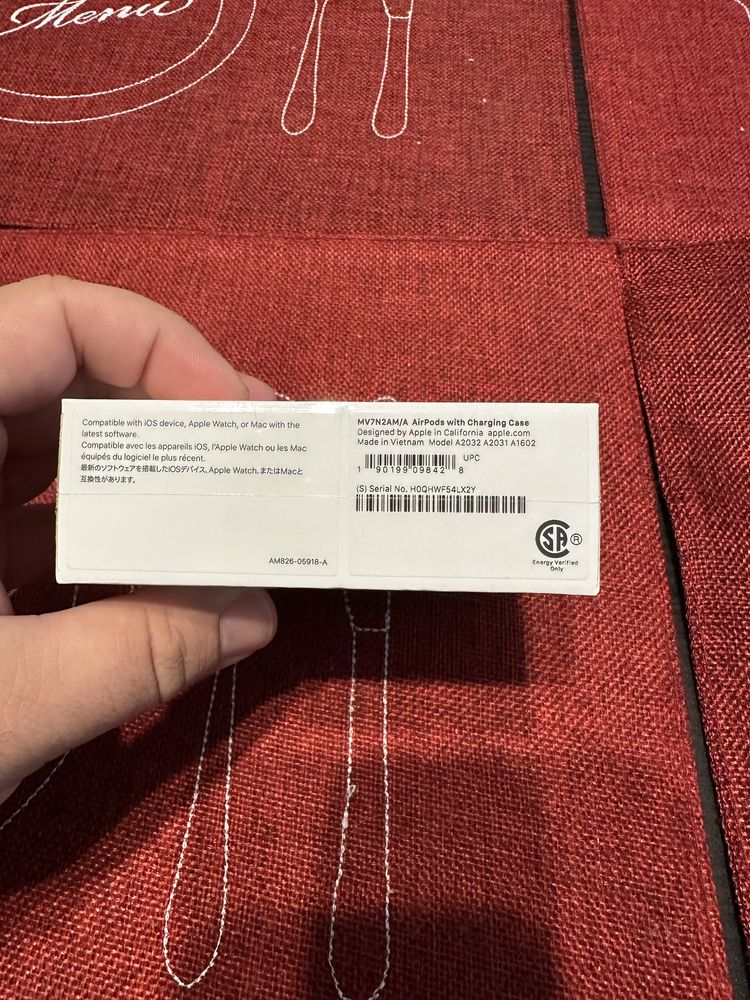 Menu
Compatible with iOS device, Apple Watch, or Mac with the
latest software.
Compatible avec les appareils iOS, l'Apple Watch ou les Mac
équipés du logiciel le plus récent.
最新のソフトウェアを搭載したiOSデバイス、Apple Watch、またはMacと
互換性があります。
AM826-05918-A
MV7N2AM/A AirPods with Charging Case
Designed by Apple in California apple.com
Made in Vietnam Model A2032 A2031 A1602
UPC
1 90199 09842 8
(S) Serial No. H0QHWF54LX2Y
SA ®
Energy Verified
Only